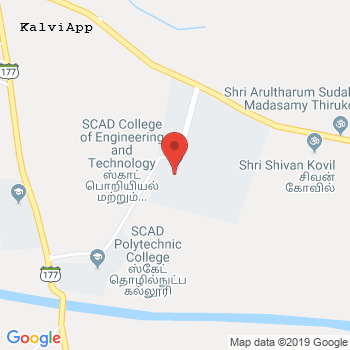 KalviApp
177
Shri Arultharum Sudal
Madasamy Thiruko
SCAD College
of Engineering
and
Technology
ஸ்காட்
பொறியியல்
மற்றும்...
Shri Shivan Kovil
சிவன்
கோவில்
SCAD
Polytechnic
College
ஸ்கேட்
தொழில்நுட்ப
கல்லூரி
177
Google
Map data ©2019 Google